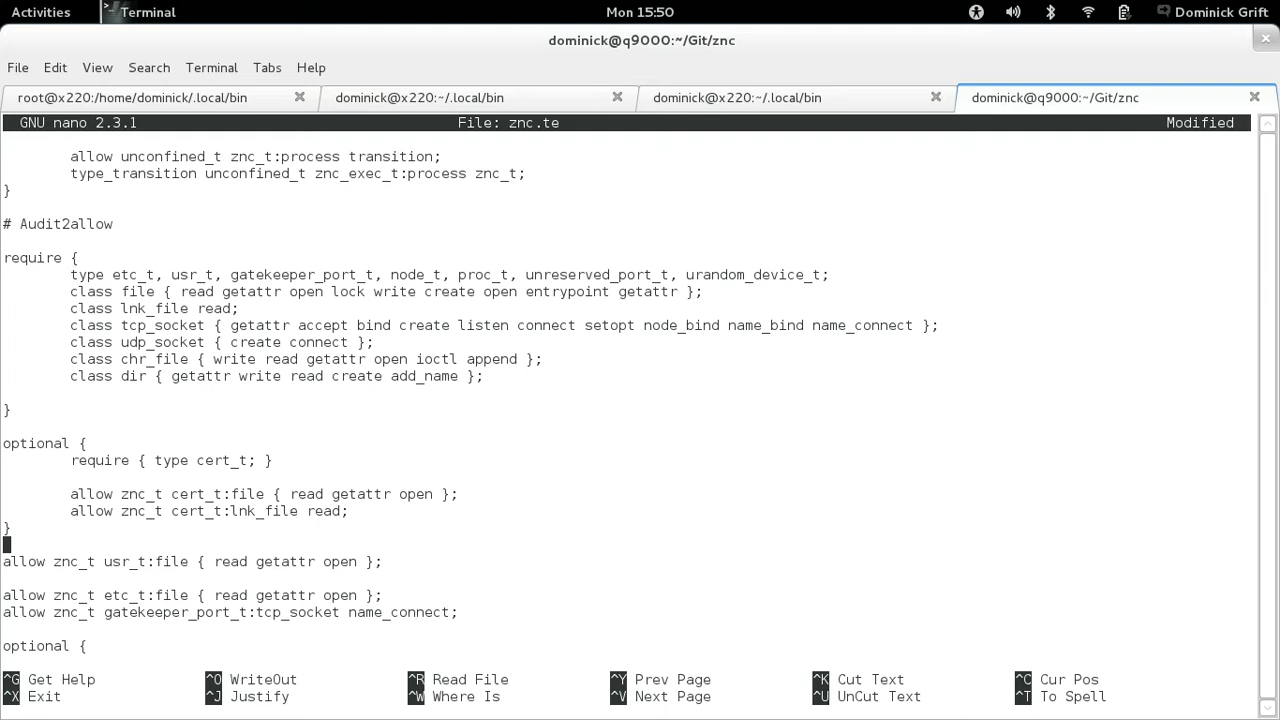 Activities Terminal Mon 15:50 Dominick Grift
dominick@q9000:~/Git/znc
File Edit View Search Terminal Tabs Help
root@x220:/home/dominick/.local/bin dominick@x220:~/.local/bin dominick@x220:~/.local/bin dominick@q9000:~/Git/znc
GNU nano 2.3.1 File: znc.te Modified
allow unconfined_t znc_t:process transition;
type_transition unconfined_t znc_exec_t:process znc_t;
}
# Audit2allow
require {
type etc_t, usr_t, gatekeeper_port_t, node_t, proc_t, unreserved_port_t, urandom_device_t;
class file { read getattr open lock write create open entrypoint getattr };
class lnk_file read;
class tcp_socket { getattr accept bind create listen connect setopt node_bind name_bind name_connect };
class udp_socket { create connect };
class chr_file { write read getattr open ioctl append };
class dir { getattr write read create add_name };
}
optional {
require { type cert_t; }
allow znc_t cert_t:file { read getattr open };
allow znc_t cert_t:lnk_file read;
}
allow znc_t usr_t:file { read getattr open };
allow znc_t etc_t:file { read getattr open };
allow znc_t gatekeeper_port_t:tcp_socket name_connect;
optional {
^G Get Help ^O WriteOut ^R Read File ^Y Prev Page ^K Cut Text ^C Cur Pos
^X Exit ^J Justify ^W Where Is ^V Next Page ^U UnCut Text ^T To Spell